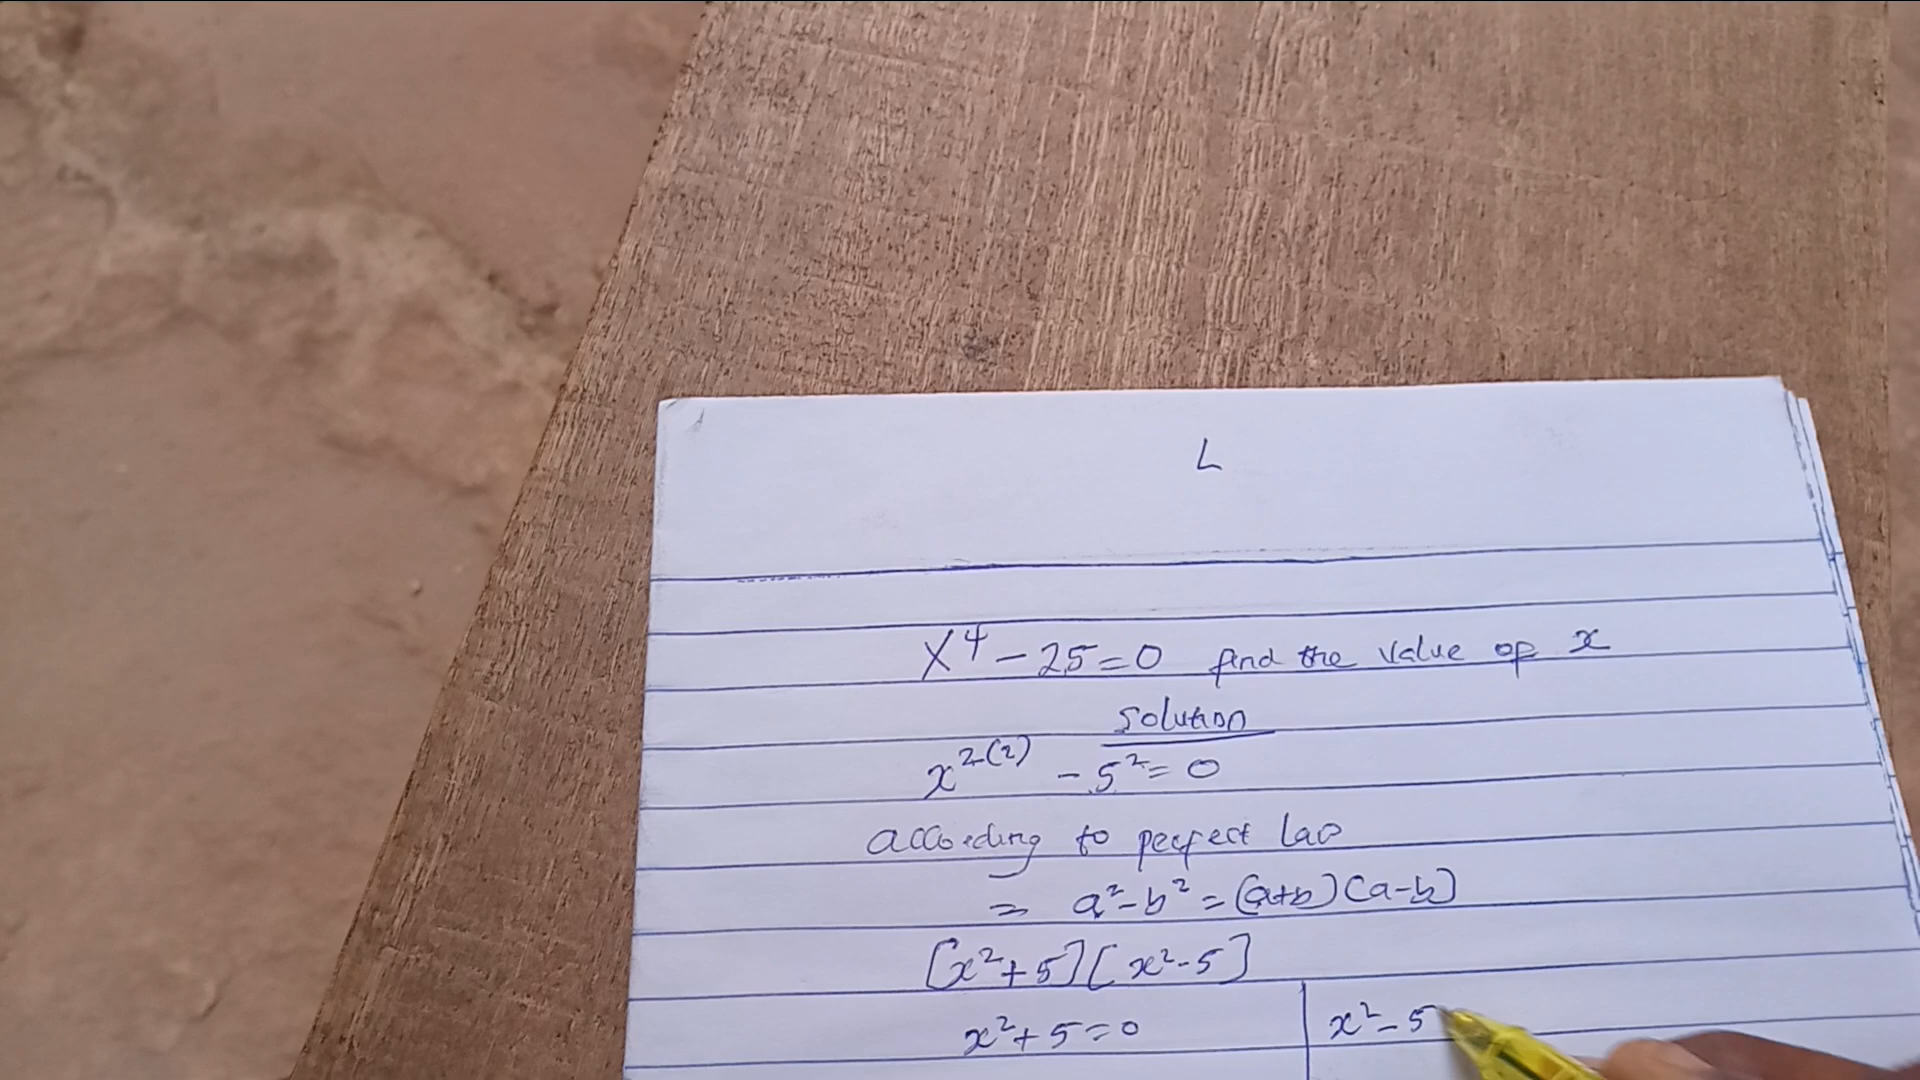 L
X⁴ - 25 = 0 find the value of x
Solution
x²⁽²⁾ - 5² = 0
according to perfect law
= a² - b² = (a+b)(a-b)
[x² + 5][x² - 5]
x² + 5 = 0 | x² - 5